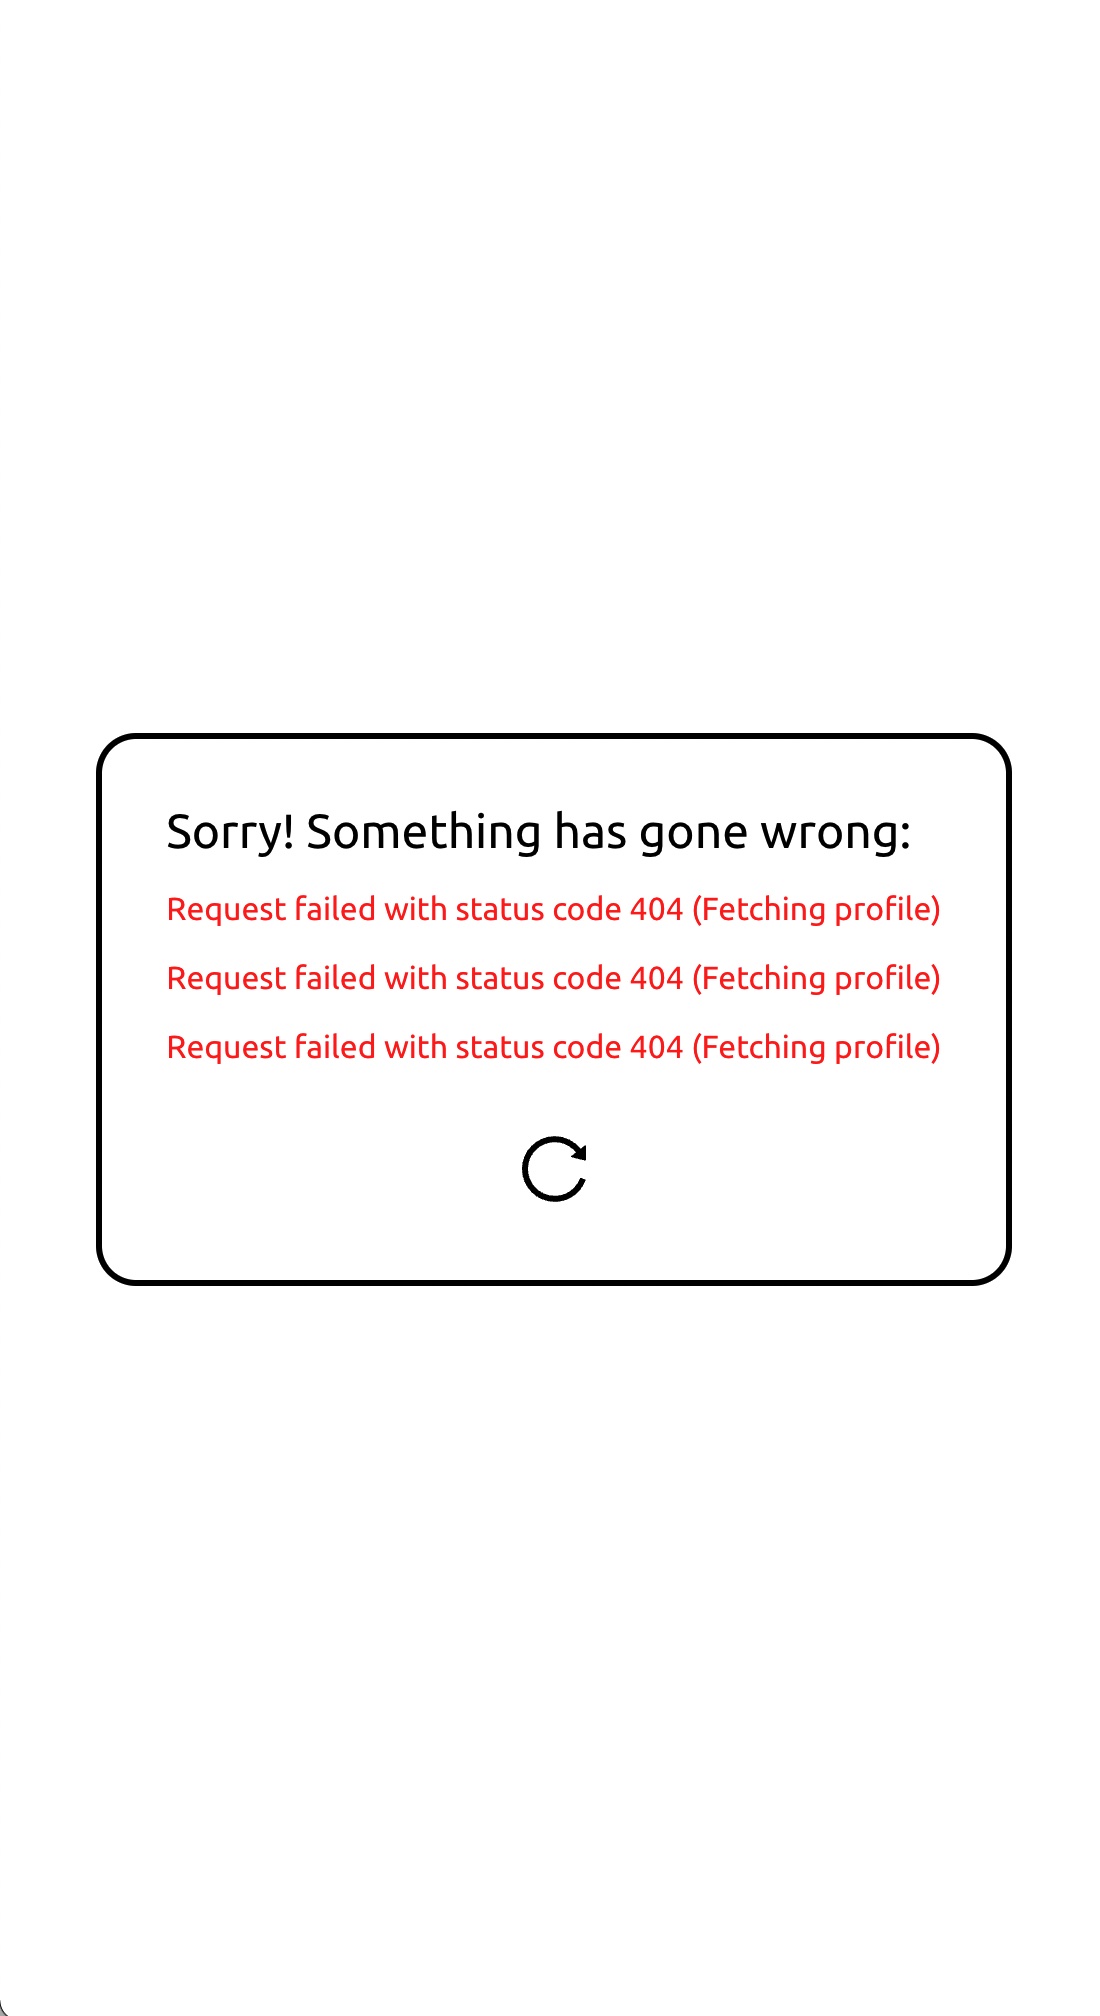 Sorry! Something has gone wrong:
Request failed with status code 404 (Fetching profile)
Request failed with status code 404 (Fetching profile)
Request failed with status code 404 (Fetching profile)